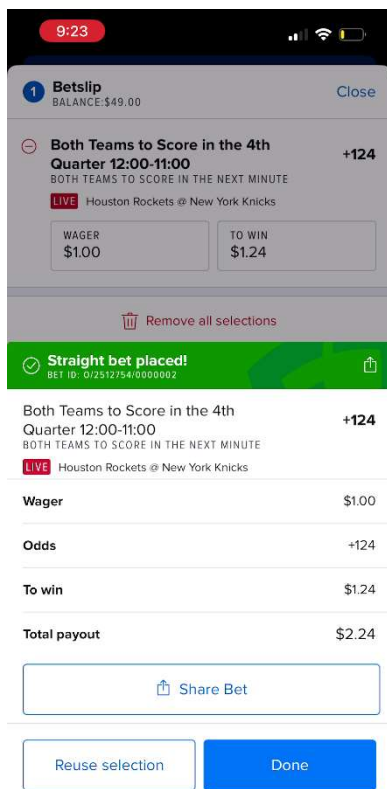 9:23
1 Betslip Close
BALANCE:$49.00
Both Teams to Score in the 4th
Quarter 12:00-11:00 +124
BOTH TEAMS TO SCORE IN THE NEXT MINUTE
LIVE Houston Rockets @ New York Knicks
WAGER TO WIN
$1.00 $1.24
Remove all selections
Straight bet placed!
BET ID: O/2512754/0000002
Both Teams to Score in the 4th
Quarter 12:00-11:00 +124
BOTH TEAMS TO SCORE IN THE NEXT MINUTE
LIVE Houston Rockets @ New York Knicks
Wager $1.00
Odds +124
To win $1.24
Total payout $2.24
Share Bet
Reuse selection Done